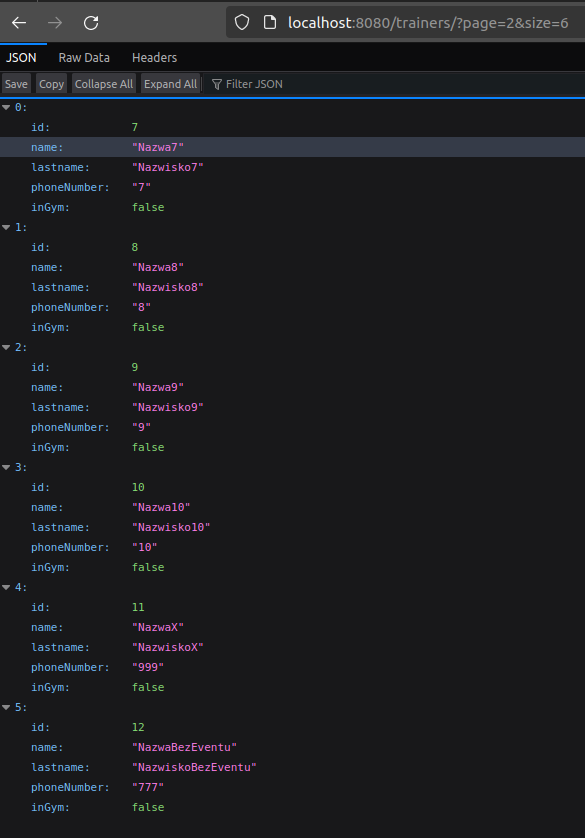 localhost:8080/trainers/?page=2&size=6
JSON Raw Data Headers
Save Copy Collapse All Expand All Filter JSON
0:
id: 7
name: "Nazwa7"
lastname: "Nazwisko7"
phoneNumber: "7"
inGym: false
1:
id: 8
name: "Nazwa8"
lastname: "Nazwisko8"
phoneNumber: "8"
inGym: false
2:
id: 9
name: "Nazwa9"
lastname: "Nazwisko9"
phoneNumber: "9"
inGym: false
3:
id: 10
name: "Nazwa10"
lastname: "Nazwisko10"
phoneNumber: "10"
inGym: false
4:
id: 11
name: "NazwaX"
lastname: "NazwiskoX"
phoneNumber: "999"
inGym: false
5:
id: 12
name: "NazwaBezEventu"
lastname: "NazwiskoBezEventu"
phoneNumber: "777"
inGym: false